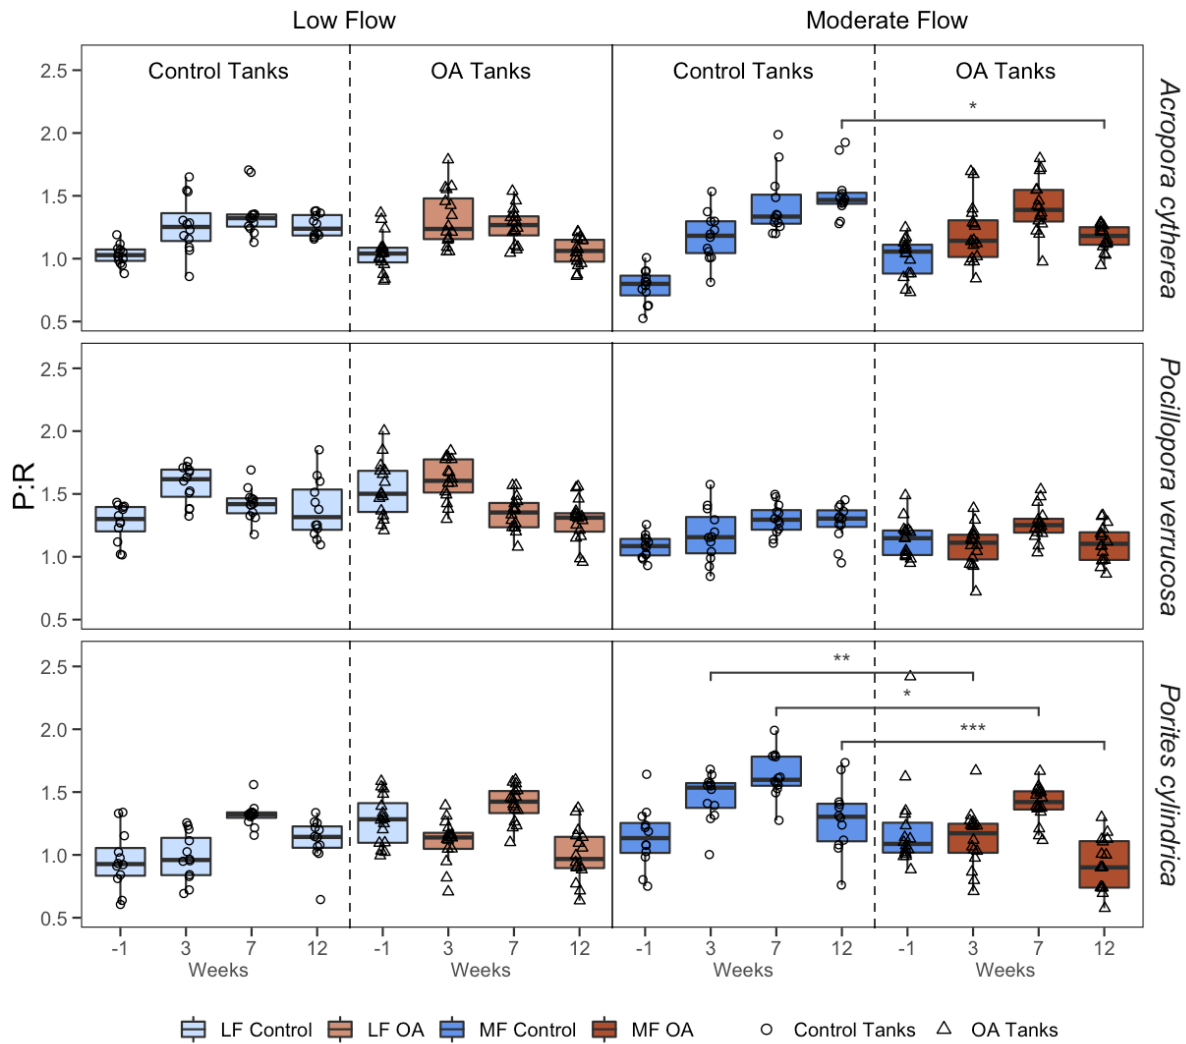 Low Flow Moderate Flow
Control Tanks OA Tanks Control Tanks OA Tanks
2.5
2.0
1.5
1.0
0.5
*
Acropora cytherea
2.5
2.0
1.5
1.0
0.5
Pocillopora verrucosa
P:R
2.5
2.0
1.5
1.0
0.5
**
*
***
Porites cylindrica
-1 3 7 12 -1 3 7 12 -1 3 7 12 -1 3 7 12
Weeks Weeks Weeks Weeks
LF Control LF OA MF Control MF OA Control Tanks OA Tanks